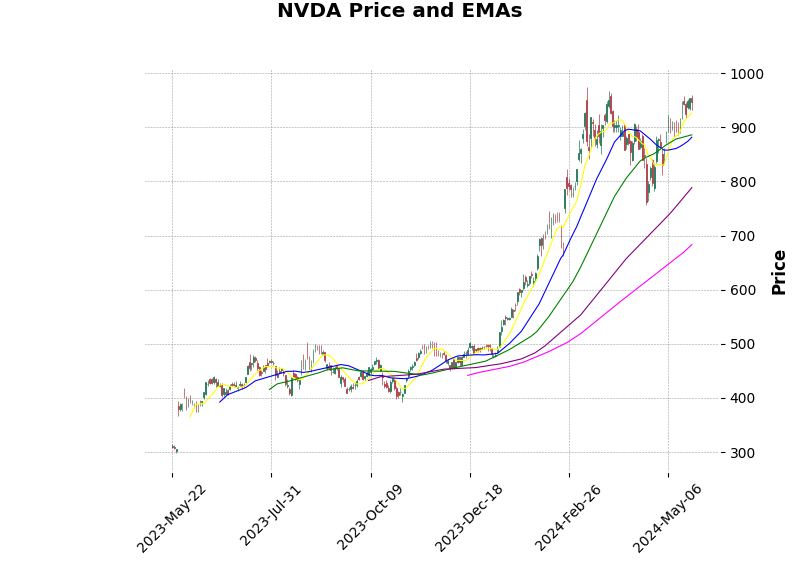 NVDA Price and EMAs
1000
900
800
700
600
500
400
300
Price
2023-May-22
2023-Jul-31
2023-Oct-09
2023-Dec-18
2024-Feb-26
2024-May-06